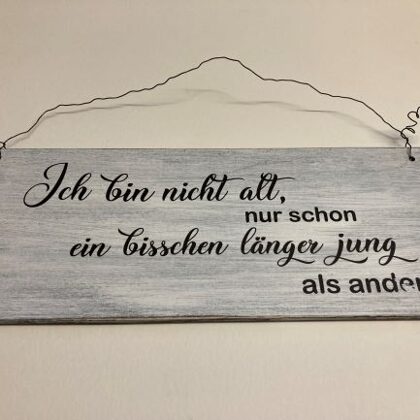 Ich bin nicht alt,
nur schon
ein bisschen länger jung
als ander